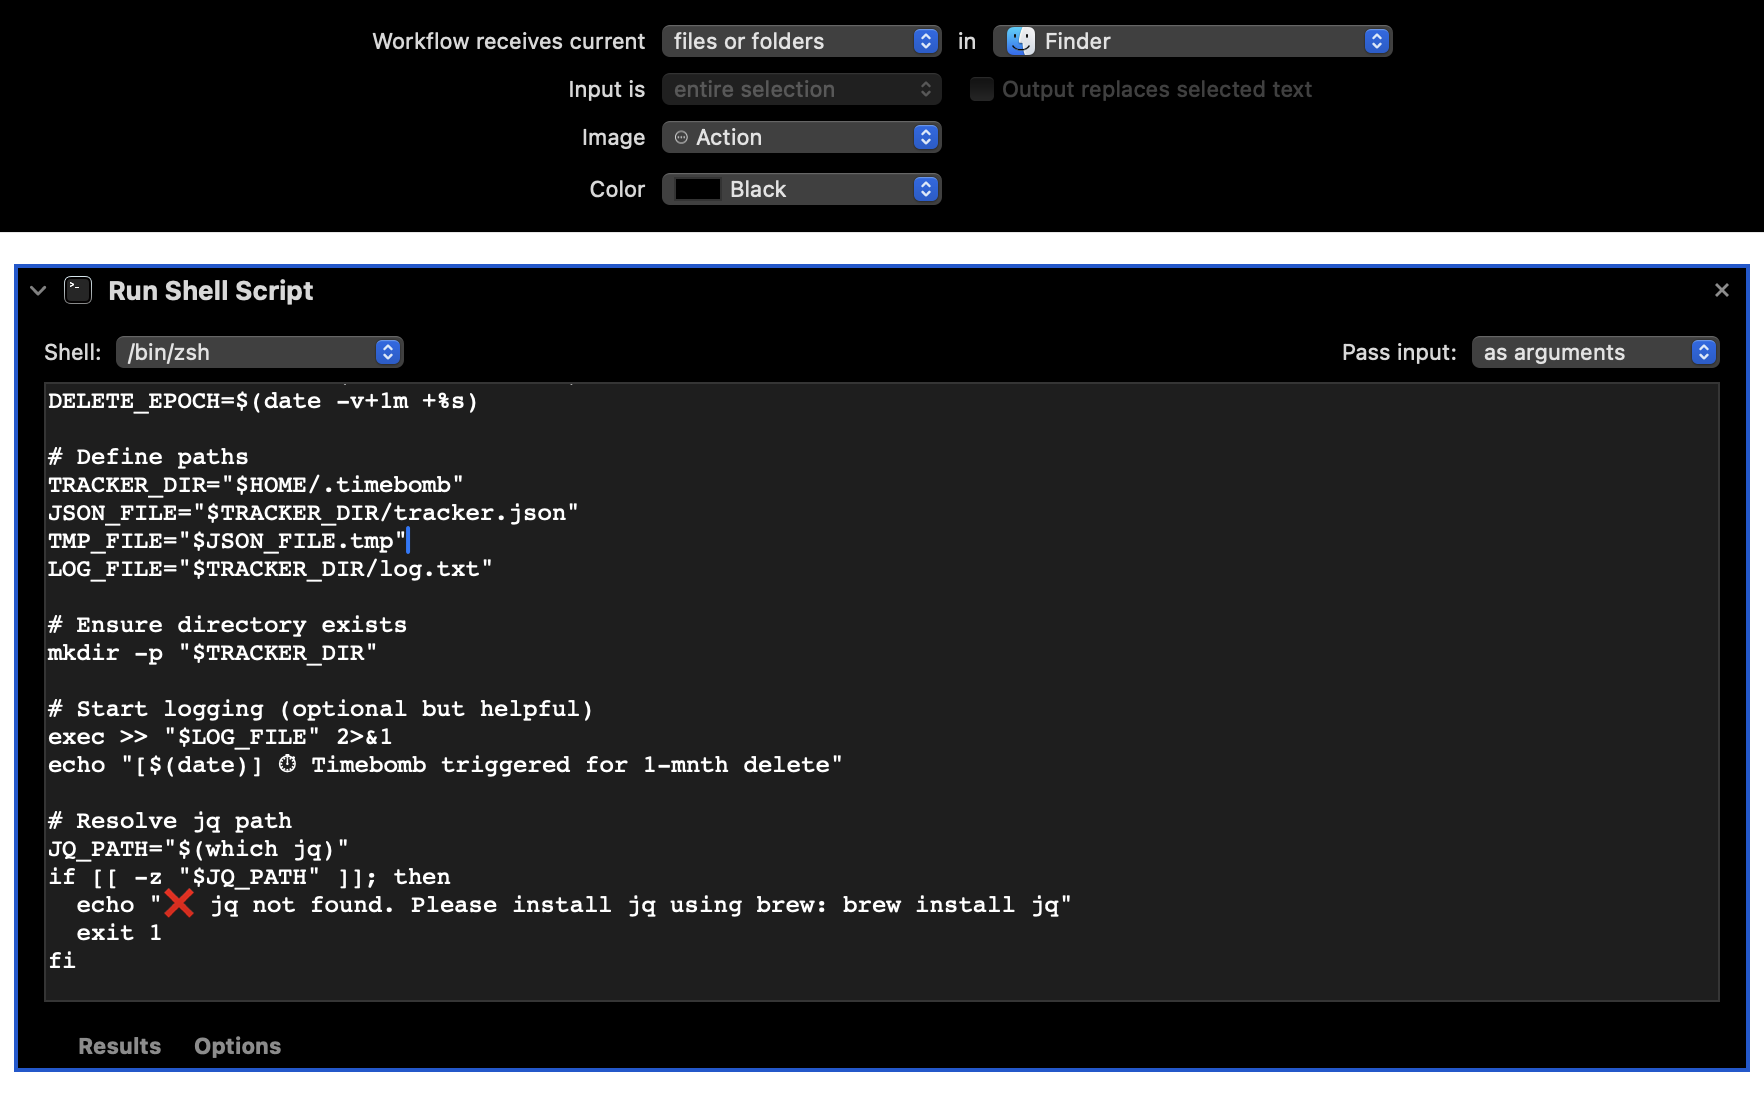 Workflow receives current files or folders in Finder
Input is entire selection Output replaces selected text
Image Action
Color Black
Run Shell Script
Shell: /bin/zsh Pass input: as arguments
DELETE_EPOCH=$(date -v+1m +%s)
# Define paths
TRACKER_DIR="$HOME/.timebomb"
JSON_FILE="$TRACKER_DIR/tracker.json"
TMP_FILE="$JSON_FILE.tmp"
LOG_FILE="$TRACKER_DIR/log.txt"
# Ensure directory exists
mkdir -p "$TRACKER_DIR"
# Start logging (optional but helpful)
exec >> "$LOG_FILE" 2>&1
echo "[$(date)] ⏱ Timebomb triggered for 1-mnth delete"
# Resolve jq path
JQ_PATH="$(which jq)"
if [[ -z "$JQ_PATH" ]]; then
  echo "❌ jq not found. Please install jq using brew: brew install jq"
  exit 1
fi
Results Options